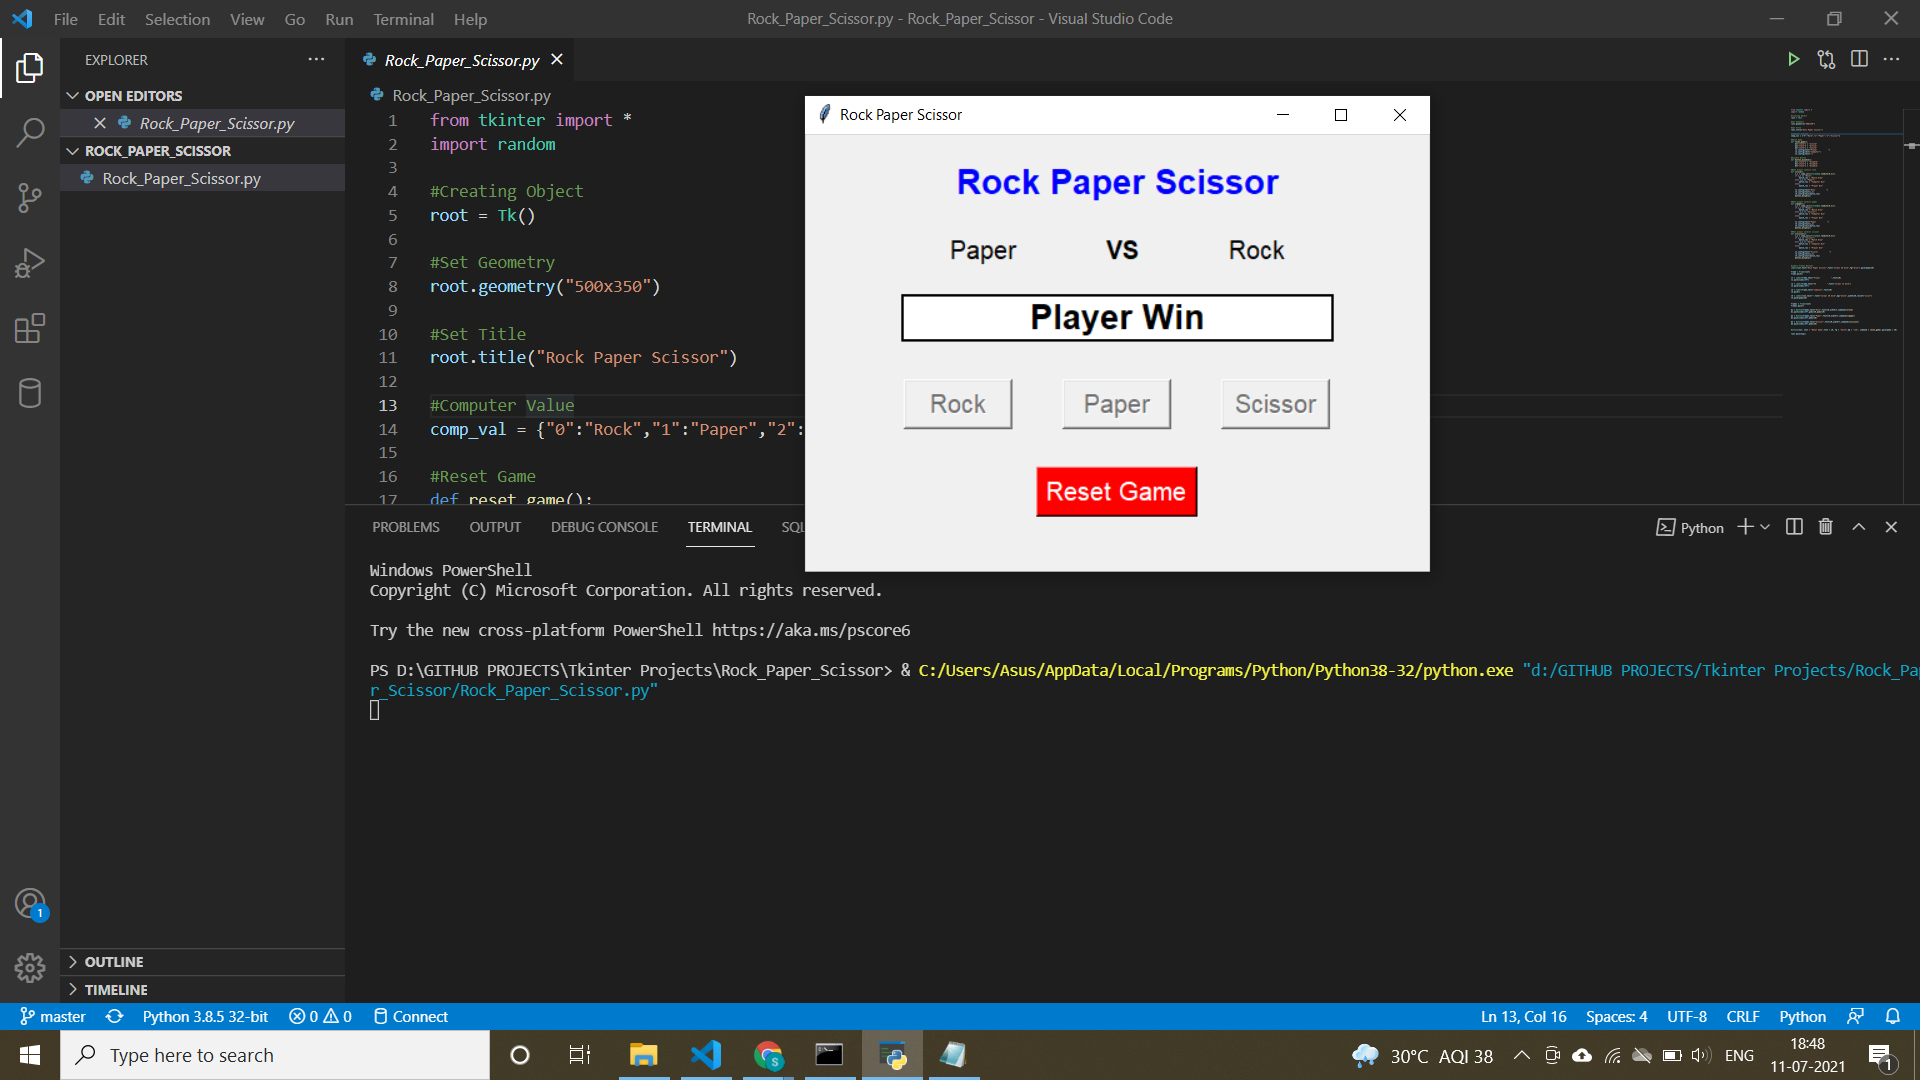 File Edit Selection View Go Run Terminal Help
Rock_Paper_Scissor.py - Rock_Paper_Scissor - Visual Studio Code
EXPLORER
OPEN EDITORS
Rock_Paper_Scissor.py
ROCK_PAPER_SCISSOR
Rock_Paper_Scissor.py
OUTLINE
TIMELINE
1
Rock_Paper_Scissor.py
Rock_Paper_Scissor.py
1 from tkinter import *
2 import random
3
4 #Creating Object
5 root = Tk()
6
7 #Set Geometry
8 root.geometry("500x350")
9
10 #Set Title
11 root.title("Rock Paper Scissor")
12
13 #Computer Value
14 comp_val = {"0":"Rock","1":"Paper","2":
15
16 #Reset Game
17 def reset_game():
Rock Paper Scissor
Rock Paper Scissor
Paper VS Rock
Player Win
Rock Paper Scissor
Reset Game
PROBLEMS OUTPUT DEBUG CONSOLE TERMINAL SQL
Python
Windows PowerShell
Copyright (C) Microsoft Corporation. All rights reserved.
Try the new cross-platform PowerShell https://aka.ms/pscore6
PS D:\GITHUB PROJECTS\Tkinter Projects\Rock_Paper_Scissor> & C:/Users/Asus/AppData/Local/Programs/Python/Python38-32/python.exe "d:/GITHUB PROJECTS/Tkinter Projects/Rock_Pap
r_Scissor/Rock_Paper_Scissor.py"
master Python 3.8.5 32-bit 0 0 Connect
Ln 13, Col 16 Spaces: 4 UTF-8 CRLF Python
Type here to search
30°C AQI 38 ENG
18:48
11-07-2021
1